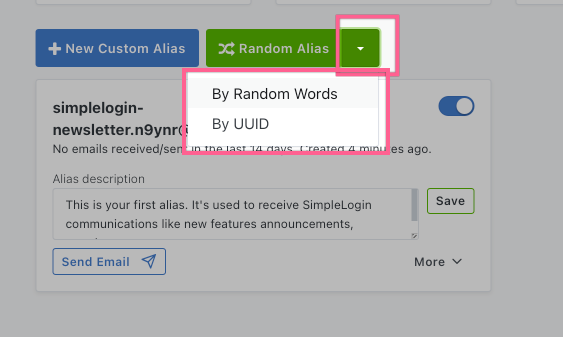 New Custom Alias
Random Alias
By Random Words
By UUID
simplelogin-
newsletter.n9ynr@
No emails received/sent in the last 14 days. Created 4 minutes ago.
Alias description
This is your first alias. It's used to receive SimpleLogin
communications like new features announcements,
Save
Send Email
More